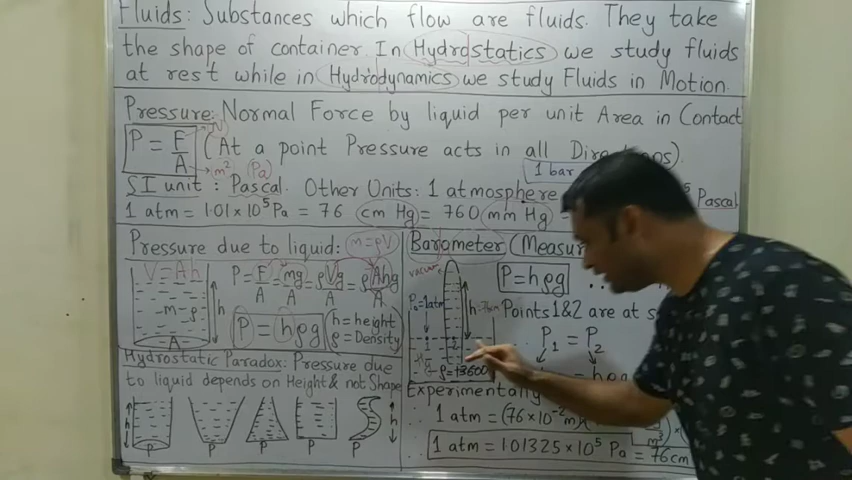 Fluids: Substances which flow are fluids. They take
the shape of container. In Hydrostatics we study fluids
at rest while in Hydrodynamics we study Fluids in Motion.
Pressure: Normal Force by liquid per unit Area in Contact
P = F/A (At a point Pressure acts in all Directions).
(N)
m² (Pa)
1 bar
SI unit: Pascal. Other Units: 1 atmosphere
Pascal
1 atm = 1.01×10⁵ Pa = 76 cm Hg = 760 mm Hg =
Pressure due to liquid: m=ρV
V=Ah
P = F/A = mg/A = ρVg/A = ρAhg/A
m-ρ
h
A
P = hρg (h=height
ρ=Density)
Hydrostatic Paradox: Pressure due
to liquid depends on Height & not Shape
h h
P P P P P
Barometer (Measu
vacuum
P = hρg
P₀=1atm
h=76cm
Points 1&2 are at s
1 2
P₁ = P₂
ρ=13600
= hρg
Experimentally
∴ 1 atm = (76×10⁻²m)
m³
∴ 1 atm = 1.01325×10⁵ Pa = 76cm